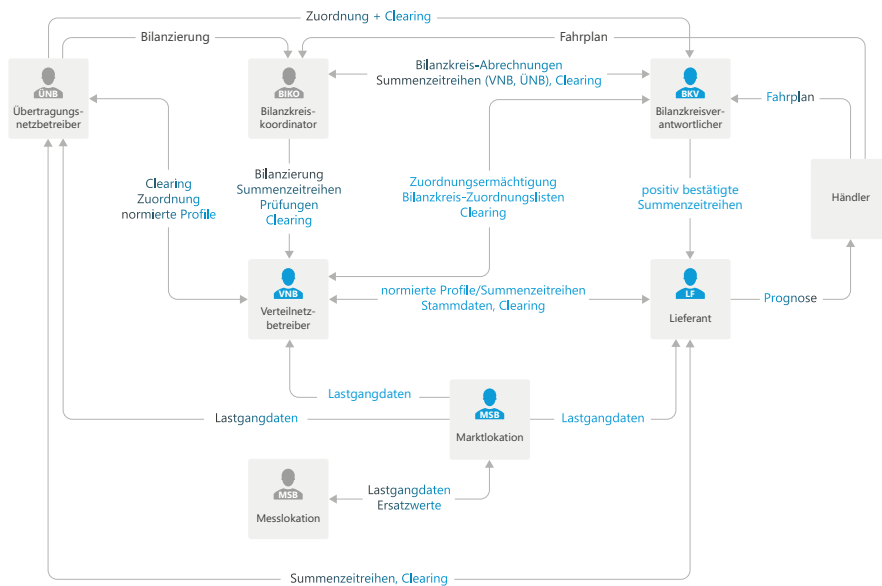 Zuordnung + Clearing
Bilanzierung
Fahrplan
ÜNB
Übertragungs-
netzbetreiber
BIKO
Bilanzkreis-
koordinator
Bilanzkreis-Abrechnungen
Summenzeitreihen (VNB, ÜNB), Clearing
BKV
Bilanzkreisver-
antwortlicher
Fahrplan
Händler
Clearing
Zuordnung
normierte Profile
Bilanzierung
Summenzeitreihen
Prüfungen
Clearing
Zuordnungsermächtigung
Bilanzkreis-Zuordnungslisten
Clearing
positiv bestätigte
Summenzeitreihen
VNB
Verteilnetz-
betreiber
normierte Profile/Summenzeitreihen
Stammdaten, Clearing
LF
Lieferant
Prognose
Lastgangdaten
Lastgangdaten
MSB
Marktlokation
Lastgangdaten
MSB
Messlokation
Lastgangdaten
Ersatzwerte
Summenzeitreihen, Clearing